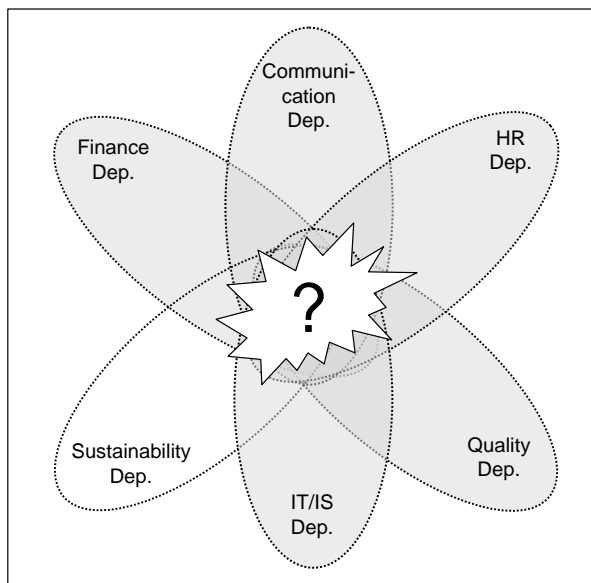 Communi-
cation
Dep.
Finance
Dep.
HR
Dep.
?
Sustainability
Dep.
Quality
Dep.
IT/IS
Dep.